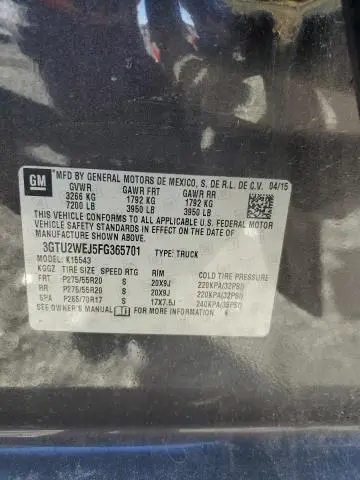 GM
MFD BY GENERAL MOTORS DE MEXICO, S. DE R.L. DE C.V. 04/15
GVWR GAWR FRT GAWR RR
3266 KG 1792 KG 1792 KG
7200 LB 3950 LB 3950 LB
THIS VEHICLE CONFORMS TO ALL APPLICABLE U.S. FEDERAL MOTOR
VEHICLE SAFETY STANDARDS IN EFFECT ON THE DATE OF
MANUFACTURE SHOWN ABOVE.
3GTU2WEJ5FG365701 TYPE: TRUCK
MODEL: K15543
KGGZ TIRE SIZE SPEED RTG RIM COLD TIRE PRESSURE
FRT P275/55R20 S 20X9J 220KPA(32PSI)
RR P275/55R20 S 20X9J 220KPA(32PSI)
SPA P265/70R17 S 17X7.5J 240KPA(35PSI)
SEE OWNER'S MANUAL FOR MORE INFORMATION